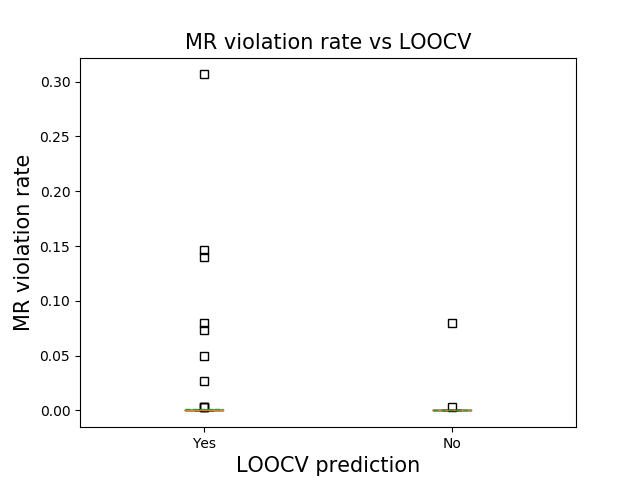 MR violation rate vs LOOCV
0.30
0.25
0.20
0.15
0.10
0.05
0.00
MR violation rate
Yes
No
LOOCV prediction